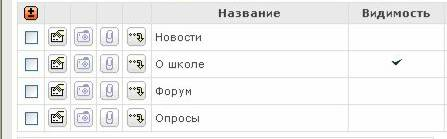 Название Видимость
Новости
О школе
Форум
Опросы